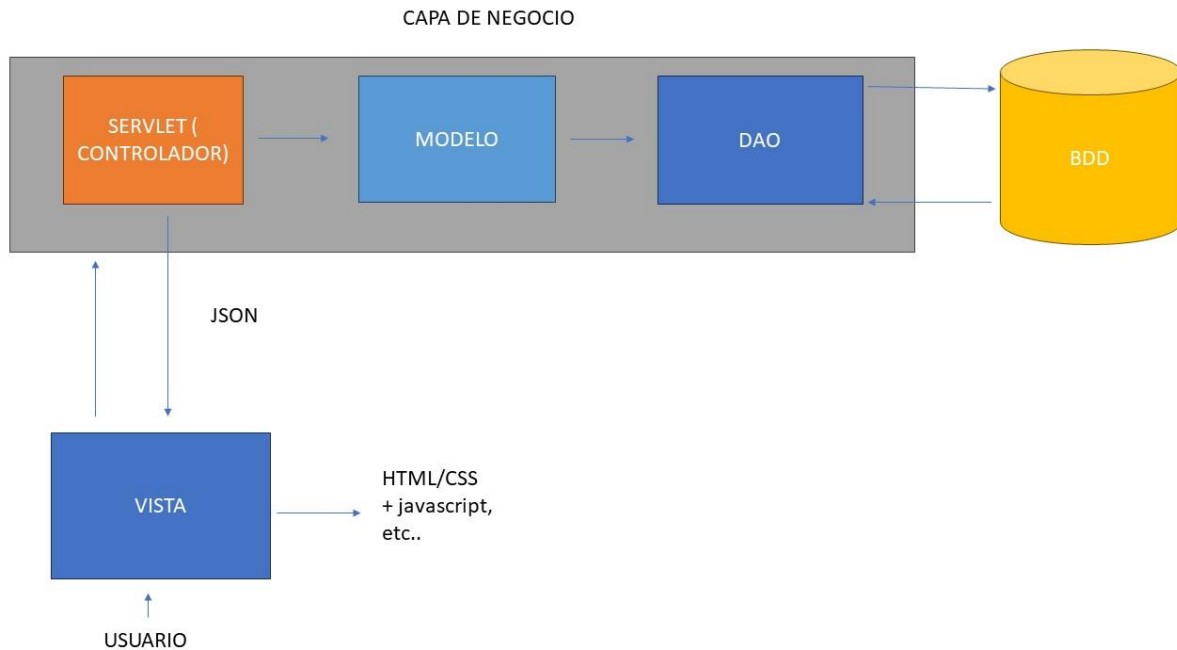 CAPA DE NEGOCIO
SERVLET (
CONTROLADOR)
MODELO
DAO
BDD
JSON
VISTA
HTML/CSS
+ javascript,
etc..
USUARIO